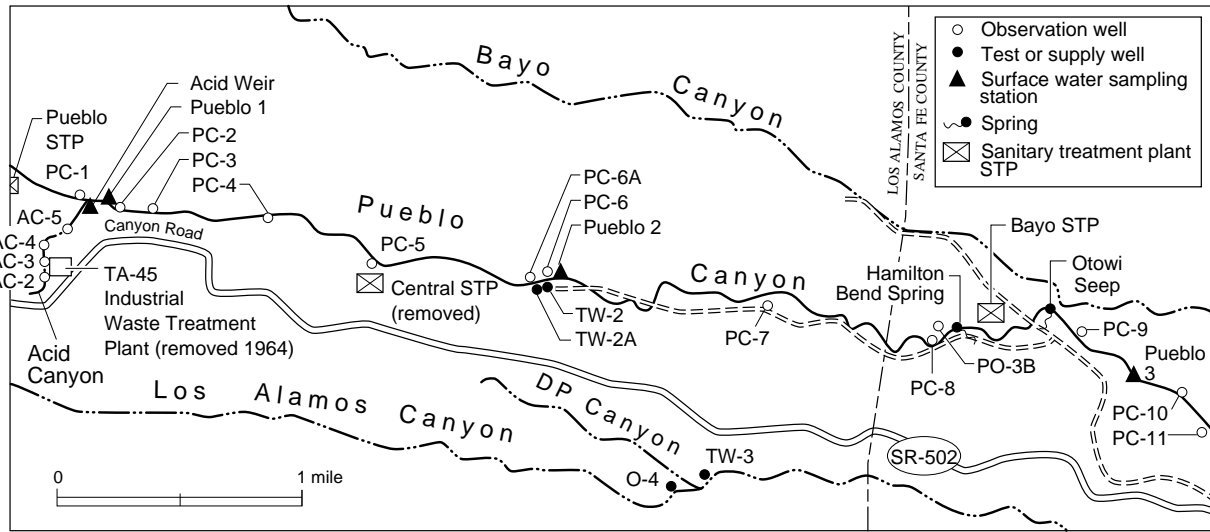 Bayo
Canyon
LOS ALAMOS COUNTY
SANTA FE COUNTY
Observation well
Test or supply well
Surface water sampling
station
Spring
Sanitary treatment plant
STP
Acid Weir
Pueblo 1
PC-2
PC-3
PC-4
Pueblo
STP
PC-1
AC-5
AC-4
AC-3
AC-2
Canyon Road
TA-45
Industrial
Waste Treatment
Plant (removed 1964)
Acid
Canyon
Pueblo
Canyon
PC-5
Central STP
(removed)
PC-6A
PC-6
Pueblo 2
TW-2
TW-2A
PC-7
Hamilton
Bend Spring
Bayo STP
Otowi
Seep
PC-8
PO-3B
PC-9
Pueblo
3
PC-10
PC-11
Los Alamos Canyon
DP Canyon
TW-3
O-4
SR-502
0
1 mile